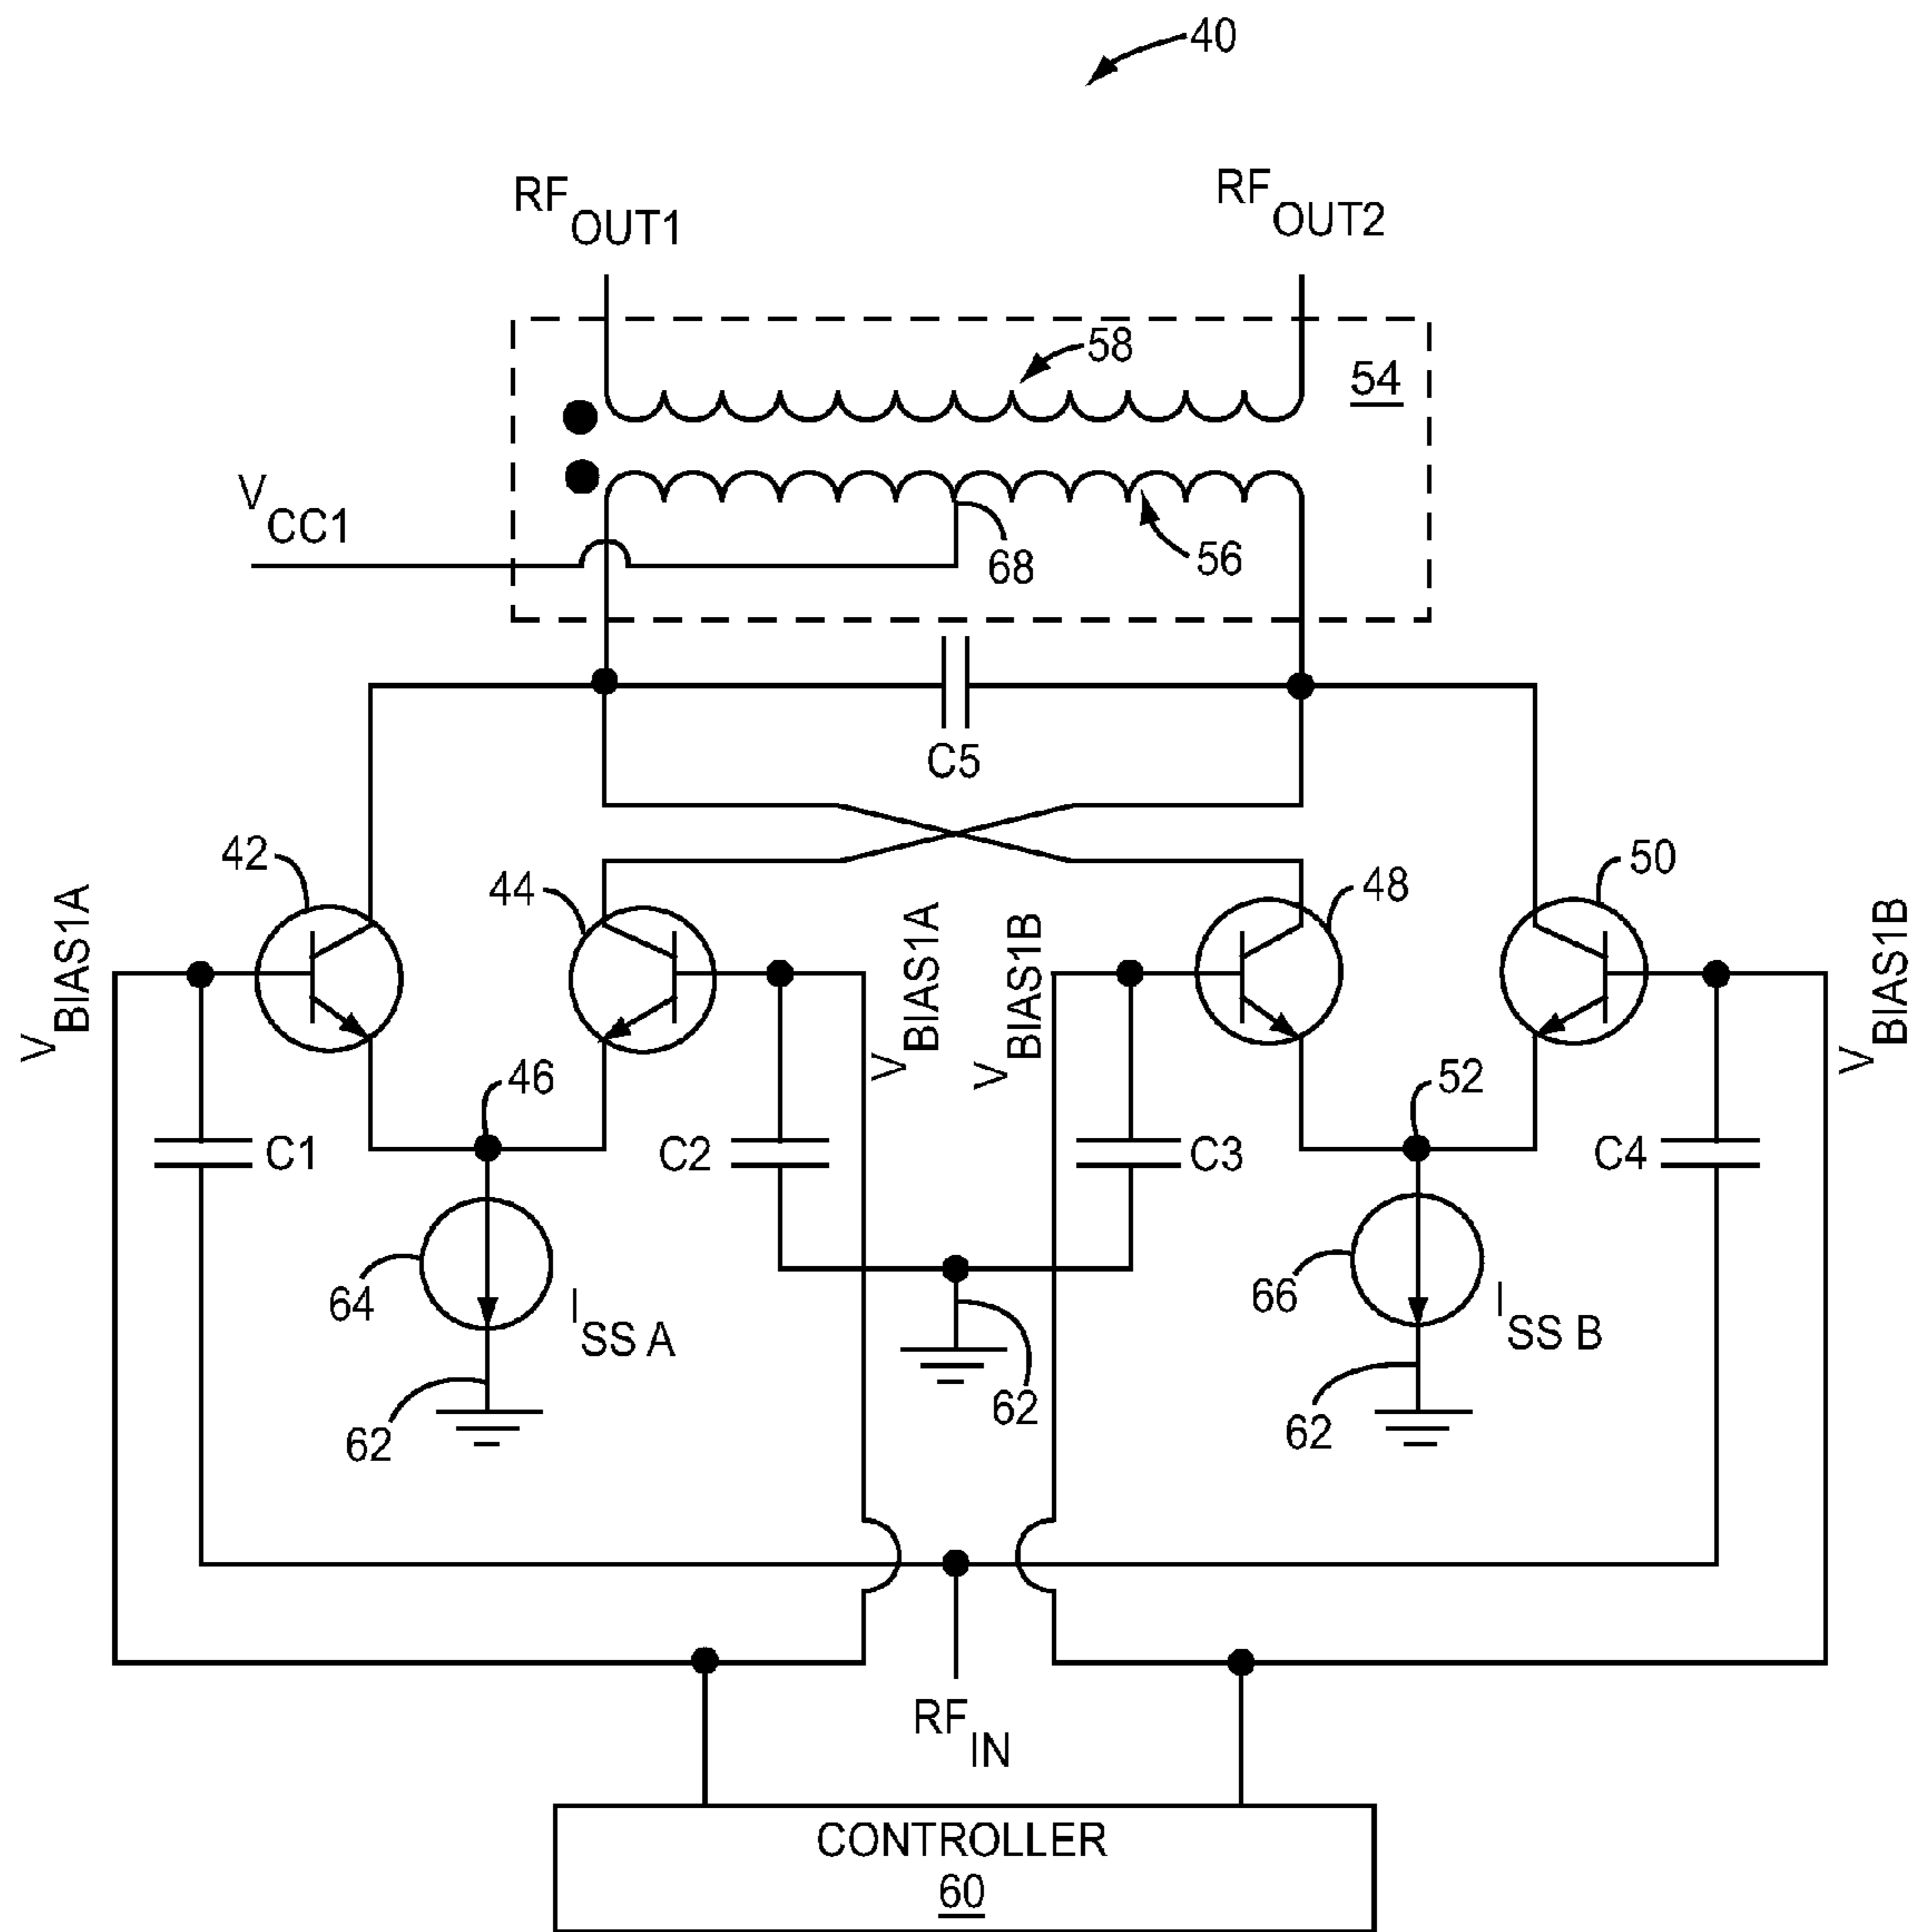 40
RF OUT1
RF OUT2
58
54
V CC1
68
56
C5
42
44
48
50
V BIAS1A
V BIAS1A
V BIAS1B
V BIAS1B
46
52
C1
C2
C3
C4
64
I SS A
66
I SS B
62
62
62
RF IN
CONTROLLER
60